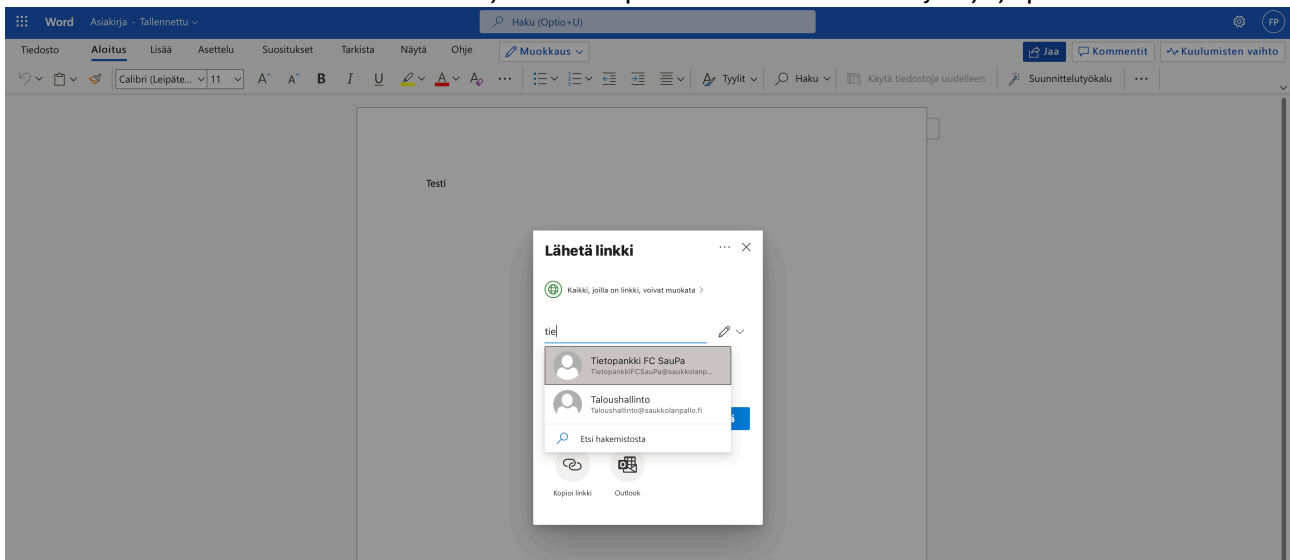 Word Asiakirja - Tallennettu Haku (Optio+U) FP
Tiedosto Aloitus Lisää Asettelu Suositukset Tarkista Näytä Ohje Muokkaus Jaa Kommentit Kuulumisten vaihto
Calibri (Leipäte... 11 A A B I U A A ... Tyylit Haku Käytä tiedostoja uudelleen Suunnittelutyökalu ...
Testi
Lähetä linkki ...
Kaikki, joilla on linkki, voivat muokata
tie
Tietopankki FC SauPa
TietopankkiFCSauPa@saukkolanp...
Taloushallinto
Taloushallinto@saukkolanpallo.fi
Etsi hakemistosta
Kopioi linkki Outlook